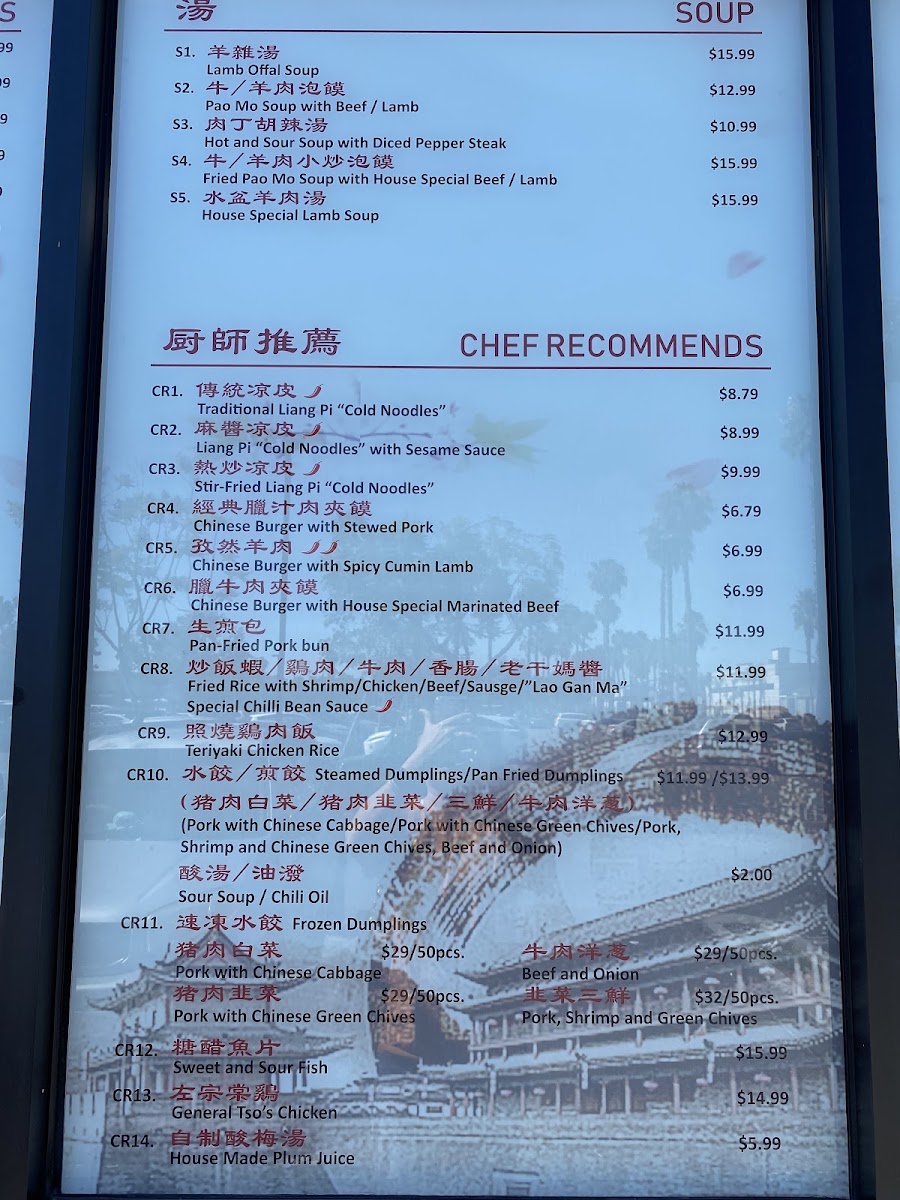 S
湯 SOUP
S1. 羊雜湯 $15.99
Lamb Offal Soup
S2. 牛/羊肉泡饃 $12.99
Pao Mo Soup with Beef / Lamb
S3. 肉丁胡辣湯 $10.99
Hot and Sour Soup with Diced Pepper Steak
S4. 牛/羊肉小炒泡饃 $15.99
Fried Pao Mo Soup with House Special Beef / Lamb
S5. 水盆羊肉湯 $15.99
House Special Lamb Soup
厨師推薦 CHEF RECOMMENDS
CR1. 傳統凉皮 $8.79
Traditional Liang Pi “Cold Noodles”
CR2. 麻醬凉皮 $8.99
Liang Pi “Cold Noodles” with Sesame Sauce
CR3. 熱炒凉皮 $9.99
Stir-Fried Liang Pi “Cold Noodles”
CR4. 經典臘汁肉夾饃 $6.79
Chinese Burger with Stewed Pork
CR5. 孜然羊肉 $6.99
Chinese Burger with Spicy Cumin Lamb
CR6. 臘牛肉夾饃 $6.99
Chinese Burger with House Special Marinated Beef
CR7. 生煎包 $11.99
Pan-Fried Pork bun
CR8. 炒飯蝦/鷄肉/牛肉/香腸/老干媽醬 $11.99
Fried Rice with Shrimp/Chicken/Beef/Sausge/”Lao Gan Ma”
Special Chilli Bean Sauce
CR9. 照燒鷄肉飯 $12.99
Teriyaki Chicken Rice
CR10. 水餃/煎餃 Steamed Dumplings/Pan Fried Dumplings $11.99 /$13.99
(猪肉白菜/猪肉韭菜/三鮮/牛肉洋葱)
(Pork with Chinese Cabbage/Pork with Chinese Green Chives/Pork,
Shrimp and Chinese Green Chives, Beef and Onion)
酸湯/油潑 $2.00
Sour Soup / Chili Oil
CR11. 速凍水餃 Frozen Dumplings
猪肉白菜 $29/50pcs. 牛肉洋葱 $29/50pcs.
Pork with Chinese Cabbage Beef and Onion
猪肉韭菜 $29/50pcs. 韭菜三鮮 $32/50pcs.
Pork with Chinese Green Chives Pork, Shrimp and Green Chives
CR12. 糖醋魚片 $15.99
Sweet and Sour Fish
CR13. 左宗棠鷄 $14.99
General Tso's Chicken
CR14. 自制酸梅湯 $5.99
House Made Plum Juice